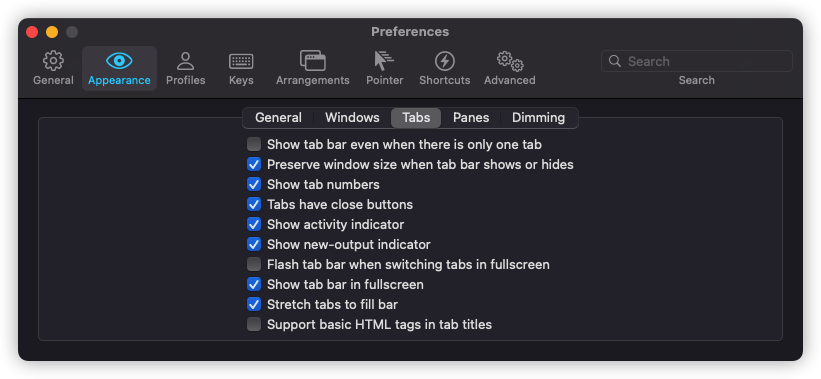 Preferences
General Appearance Profiles Keys Arrangements Pointer Shortcuts Advanced Search
Search
General Windows Tabs Panes Dimming
Show tab bar even when there is only one tab
Preserve window size when tab bar shows or hides
Show tab numbers
Tabs have close buttons
Show activity indicator
Show new-output indicator
Flash tab bar when switching tabs in fullscreen
Show tab bar in fullscreen
Stretch tabs to fill bar
Support basic HTML tags in tab titles